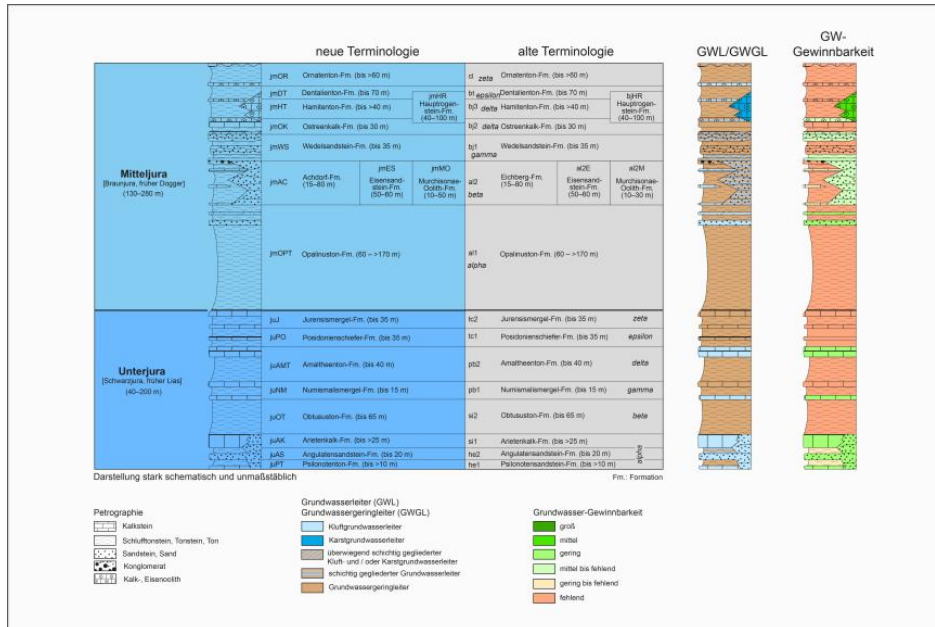 neue Terminologie
alte Terminologie
GWL/GWGL
GW-
Gewinnbarkeit
Mitteljura
[Braunjura, früher Dogger]
(130–280 m)
jmOR Ornatenton-Fm. (bis >60 m)
jmDT Dentalienton-Fm. (bis 70 m)
jmHT Hamitenton-Fm. (bis >40 m)
jmHR
Hauptrogen-
stein-Fm.
(40–100 m)
jmOK Ostreenkalk-Fm. (bis 30 m)
jmWS Wedelsandstein-Fm. (bis 35 m)
jmAC Achdorf-Fm.
(15–80 m)
jmES
Eisensand-
stein-Fm.
(50–60 m)
jmMO
Murchisonae-
Oolith-Fm.
(10–50 m)
jmOPT Opalinuston-Fm. (60 – >170 m)
zeta Ornatenton-Fm. (bis >60 m)
bt epsilon Dentalienton-Fm. (bis 70 m)
bj3 delta Hamitenton-Fm. (bis >40 m)
bjHR
Hauptrogen-
stein-Fm.
(40–100 m)
bj2 delta Ostreenkalk-Fm. (bis 30 m)
bj1 Wedelsandstein-Fm. (bis 35 m)
gamma
al2 Eichberg-Fm.
(15–80 m)
beta
al2E
Eisensand-
stein-Fm.
(50–60 m)
al2M
Murchisonae-
Oolith-Fm.
(10–30 m)
al1 Opalinuston-Fm. (60 – >170 m)
alpha
Unterjura
[Schwarzjura, früher Lias]
(40–200 m)
juJ Jurensismergel-Fm. (bis 35 m)
juPO Posidonienschiefer-Fm. (bis 35 m)
juAMT Amaltheenton-Fm. (bis 40 m)
juNM Numismalismergel-Fm. (bis 15 m)
juOT Obtususton-Fm. (bis 65 m)
juAK Arietenkalk-Fm. (bis >25 m)
juAS Angulatensandstein-Fm. (bis 20 m)
juPT Psilonotenton-Fm. (bis >10 m)
tc2 Jurensismergel-Fm. (bis 35 m) zeta
tc1 Posidonienschiefer-Fm. (bis 35 m) epsilon
pb2 Amaltheenton-Fm. (bis 40 m) delta
pb1 Numismalismergel-Fm. (bis 15 m) gamma
si2 Obtususton-Fm. (bis 65 m) beta
si1 Arietenkalk-Fm. (bis >25 m)
he2 Angulatensandstein-Fm. (bis 20 m)
he1 Psilonotensandstein-Fm. (bis >10 m)
alpha
Darstellung stark schematisch und unmaßstäblich
Fm.: Formation
Petrographie
Kalkstein
Schlufftonstein, Tonstein, Ton
Sandstein, Sand
Konglomerat
Kalk-, Eisenoolith
Grundwasserleiter (GWL)
Grundwassergeringleiter (GWGL)
Kluftgrundwasserleiter
Karstgrundwasserleiter
überwiegend schichtig gegliederter
Kluft- und / oder Karstgrundwasserleiter
schichtig gegliederter Grundwasserleiter
Grundwassergeringleiter
Grundwasser-Gewinnbarkeit
groß
mittel
gering
mittel bis fehlend
gering bis fehlend
fehlend